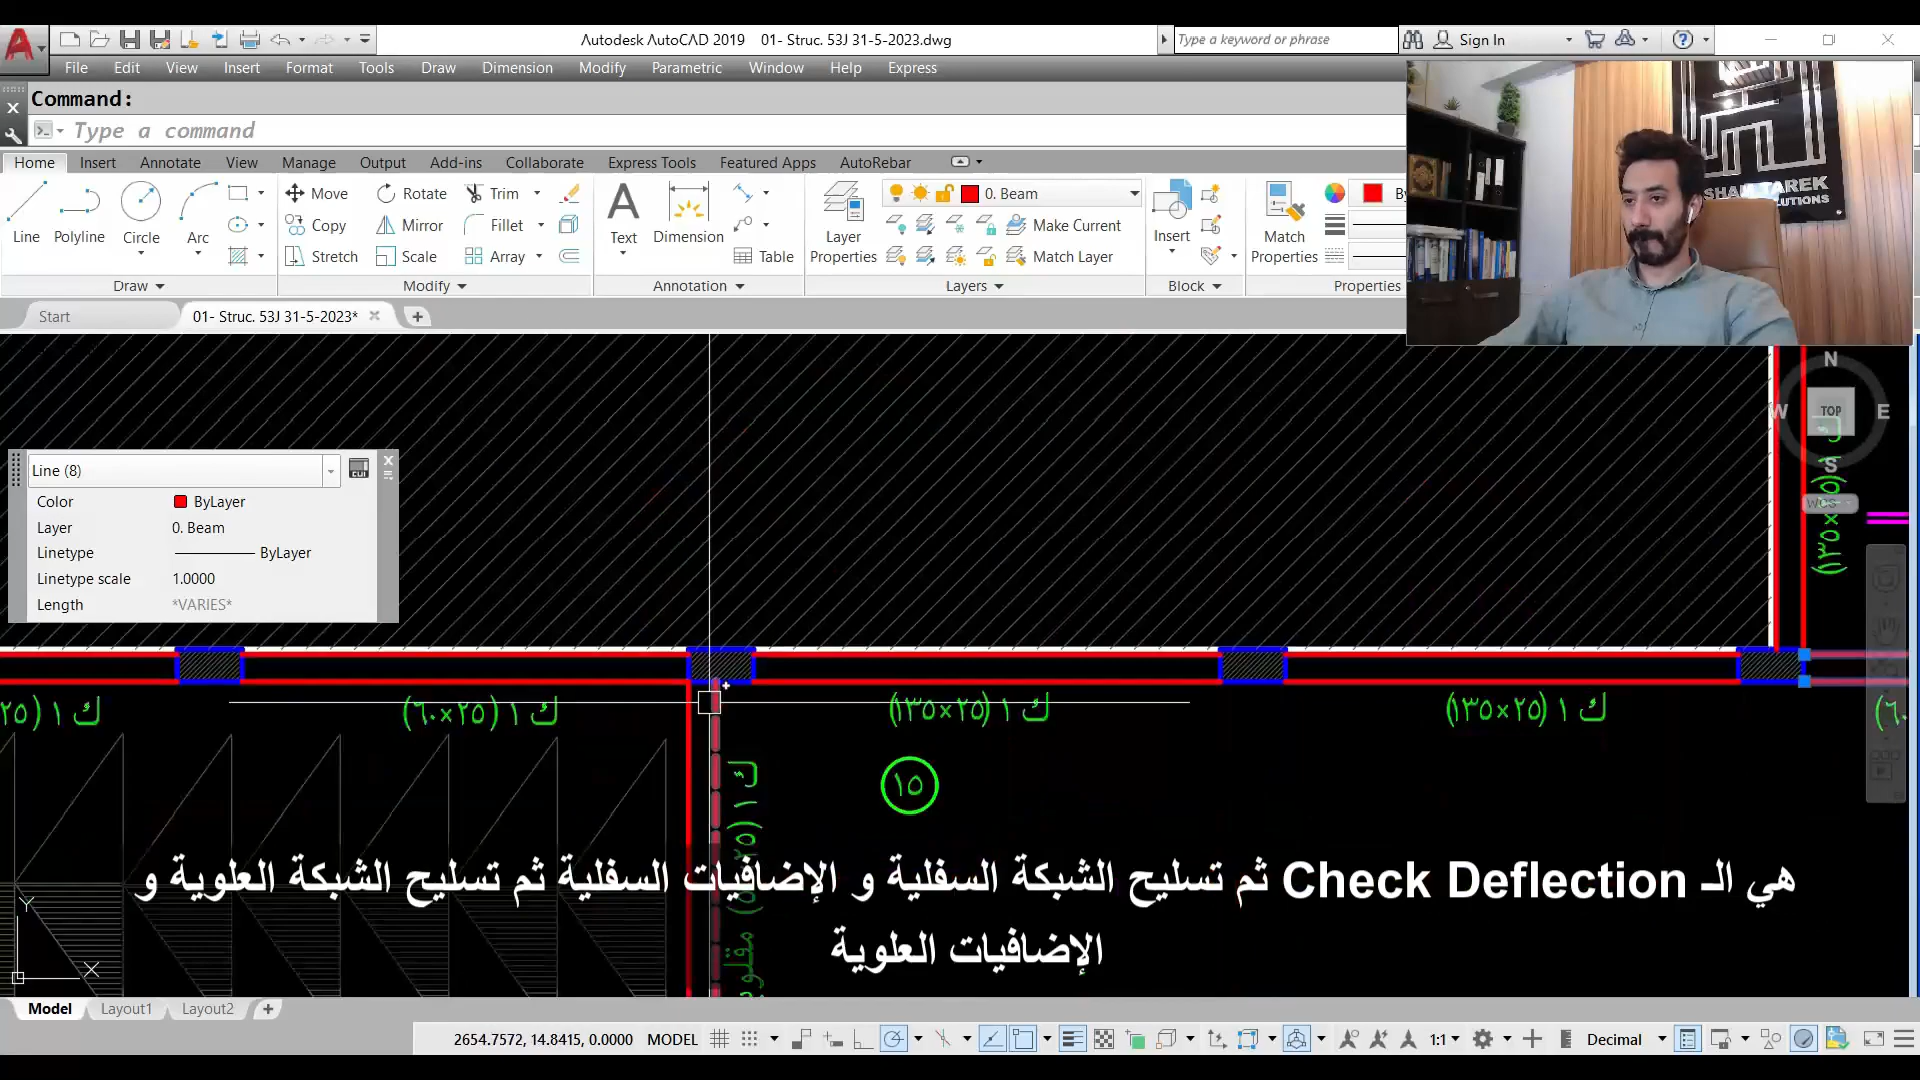 Autodesk AutoCAD 2019 01- Struc. 53J 31-5-2023.dwg
Type a keyword or phrase
Sign In
File Edit View Insert Format Tools Draw Dimension Modify Parametric Window Help Express
Command:
Type a command
Home Insert Annotate View Manage Output Add-ins Collaborate Express Tools Featured Apps AutoRebar
Line Polyline Circle Arc
Move Rotate Trim
Copy Mirror Fillet
Stretch Scale Array
Text Dimension Table
Layer Properties
0. Beam
Make Current
Match Layer
Insert
Match Properties
Draw Modify Annotation Layers Block Properties
TAREK
Start 01- Struc. 53J 31-5-2023*
N
W TOP E
S
WCS
Line (8)
CUI
Color ByLayer
Layer 0. Beam
Linetype ByLayer
Linetype scale 1.0000
Length *VARIES*
ك ١ (٢٥×٦٠)
ك ١ (٢٥×١٣٥)
ك ١ (٢٥×١٣٥)
١٥
هي الـ Check Deflection ثم تسليح الشبكة السفلية و الإضافيات السفلية ثم تسليح الشبكة العلوية و
الإضافيات العلوية
Y
X
Model Layout1 Layout2
2654.7572, 14.8415, 0.0000 MODEL 1:1 Decimal